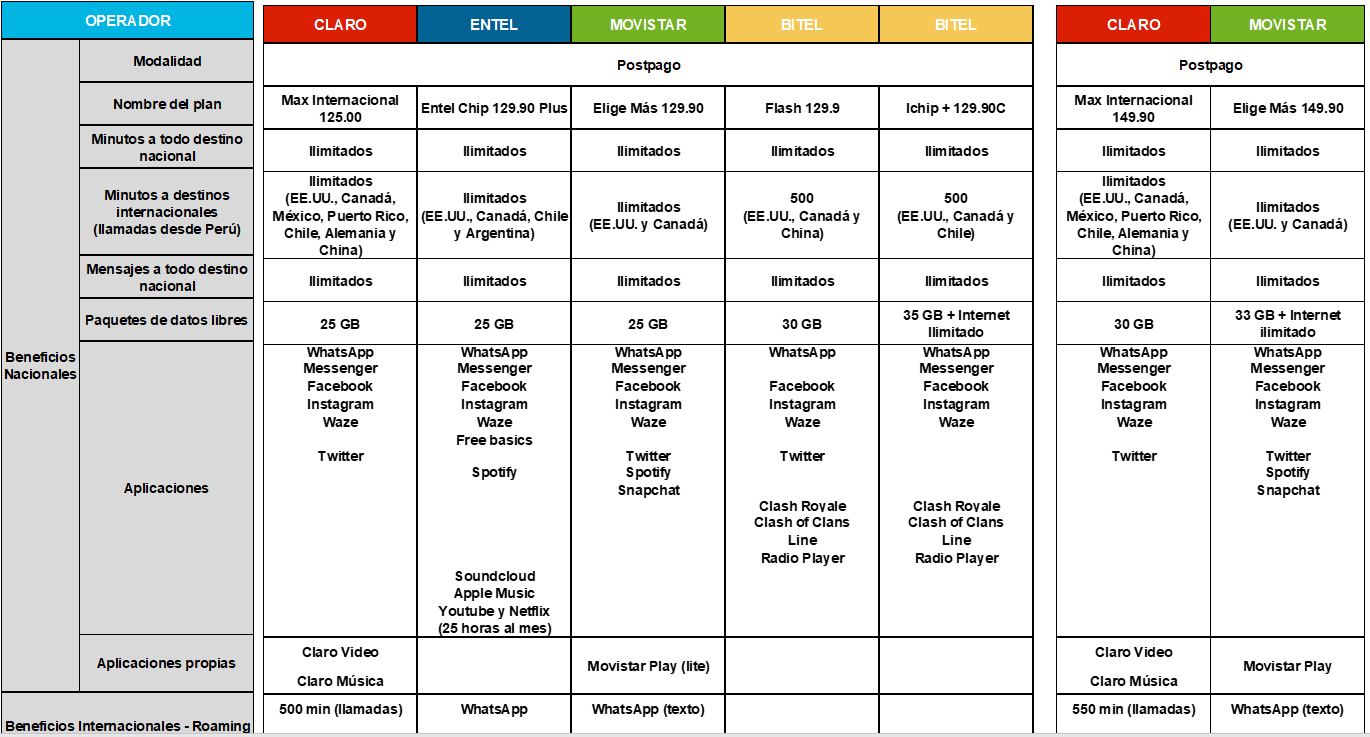 OPERADOR CLARO ENTEL MOVISTAR BITEL BITEL CLARO MOVISTAR
Beneficios
Nacionales
Modalidad Postpago Postpago
Nombre del plan
Max Internacional
125.00
Entel Chip 129.90 Plus
Elige Más 129.90
Flash 129.9
Ichip + 129.90C
Max Internacional
149.90
Elige Más 149.90
Minutos a todo destino
nacional
Ilimitados Ilimitados Ilimitados Ilimitados Ilimitados Ilimitados Ilimitados
Minutos a destinos
internacionales
(llamadas desde Perú)
Ilimitados
(EE.UU., Canadá,
México, Puerto Rico,
Chile, Alemania y
China)
Ilimitados
(EE.UU., Canadá, Chile
y Argentina)
Ilimitados
(EE.UU. y Canadá)
500
(EE.UU., Canadá y
China)
500
(EE.UU., Canadá y
Chile)
Ilimitados
(EE.UU., Canadá,
México, Puerto Rico,
Chile, Alemania y
China)
Ilimitados
(EE.UU. y Canadá)
Mensajes a todo destino
nacional
Ilimitados Ilimitados Ilimitados Ilimitados Ilimitados Ilimitados Ilimitados
Paquetes de datos libres
25 GB
25 GB
25 GB
30 GB
35 GB + Internet
Ilimitado
30 GB
33 GB + Internet
ilimitado
Aplicaciones
WhatsApp
Messenger
Facebook
Instagram
Waze
Twitter
WhatsApp
Messenger
Facebook
Instagram
Waze
Free basics
Spotify
Soundcloud
Apple Music
Youtube y Netflix
(25 horas al mes)
WhatsApp
Messenger
Facebook
Instagram
Waze
Twitter
Spotify
Snapchat
WhatsApp
Facebook
Instagram
Waze
Twitter
Clash Royale
Clash of Clans
Line
Radio Player
WhatsApp
Messenger
Facebook
Instagram
Waze
Clash Royale
Clash of Clans
Line
Radio Player
WhatsApp
Messenger
Facebook
Instagram
Waze
Twitter
WhatsApp
Messenger
Facebook
Instagram
Waze
Twitter
Spotify
Snapchat
Aplicaciones propias
Claro Video
Claro Música
Movistar Play (lite)
Claro Video
Claro Música
Movistar Play
Beneficios Internacionales - Roaming
500 min (llamadas) WhatsApp WhatsApp (texto) 550 min (llamadas) WhatsApp (texto)